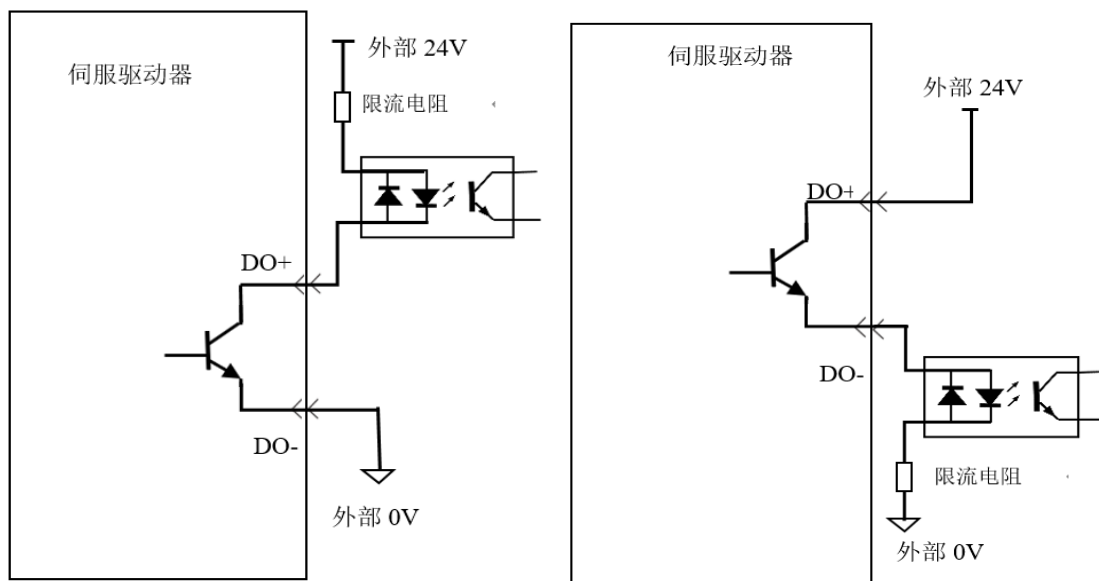 伺服驱动器
外部 24V
限流电阻
DO+
DO-
外部 0V
伺服驱动器
外部 24V
DO+
DO-
限流电阻
外部 0V